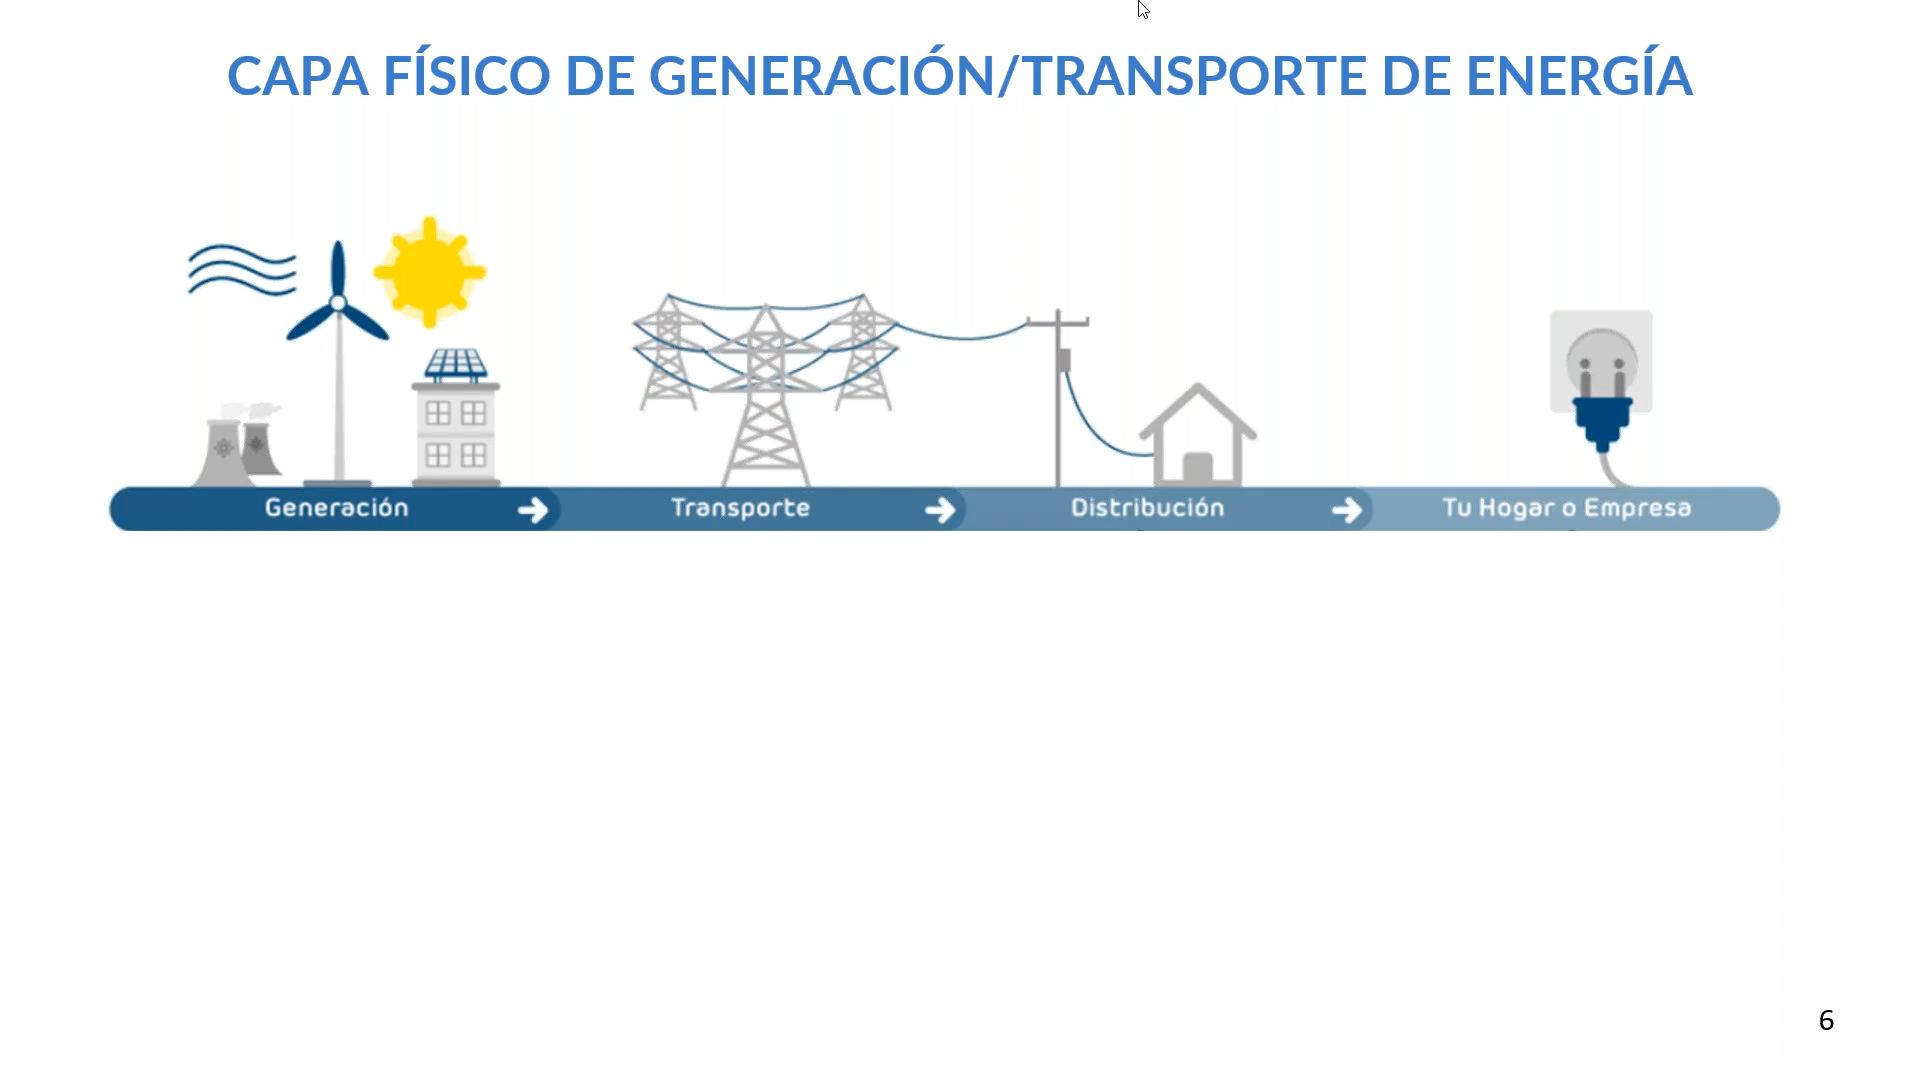 CAPA FÍSICO DE GENERACIÓN/TRANSPORTE DE ENERGÍA
Generación
Transporte
Distribución
Tu Hogar o Empresa
6